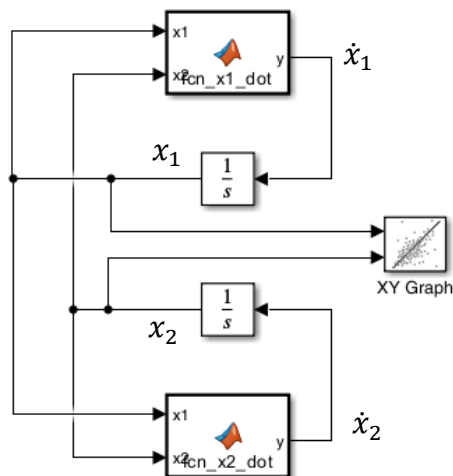 x1
x2
y
fcn_x1_dot
ẋ₁
x₁
1
s
XY Graph
1
s
x₂
x1
x2
y
fcn_x2_dot
ẋ₂